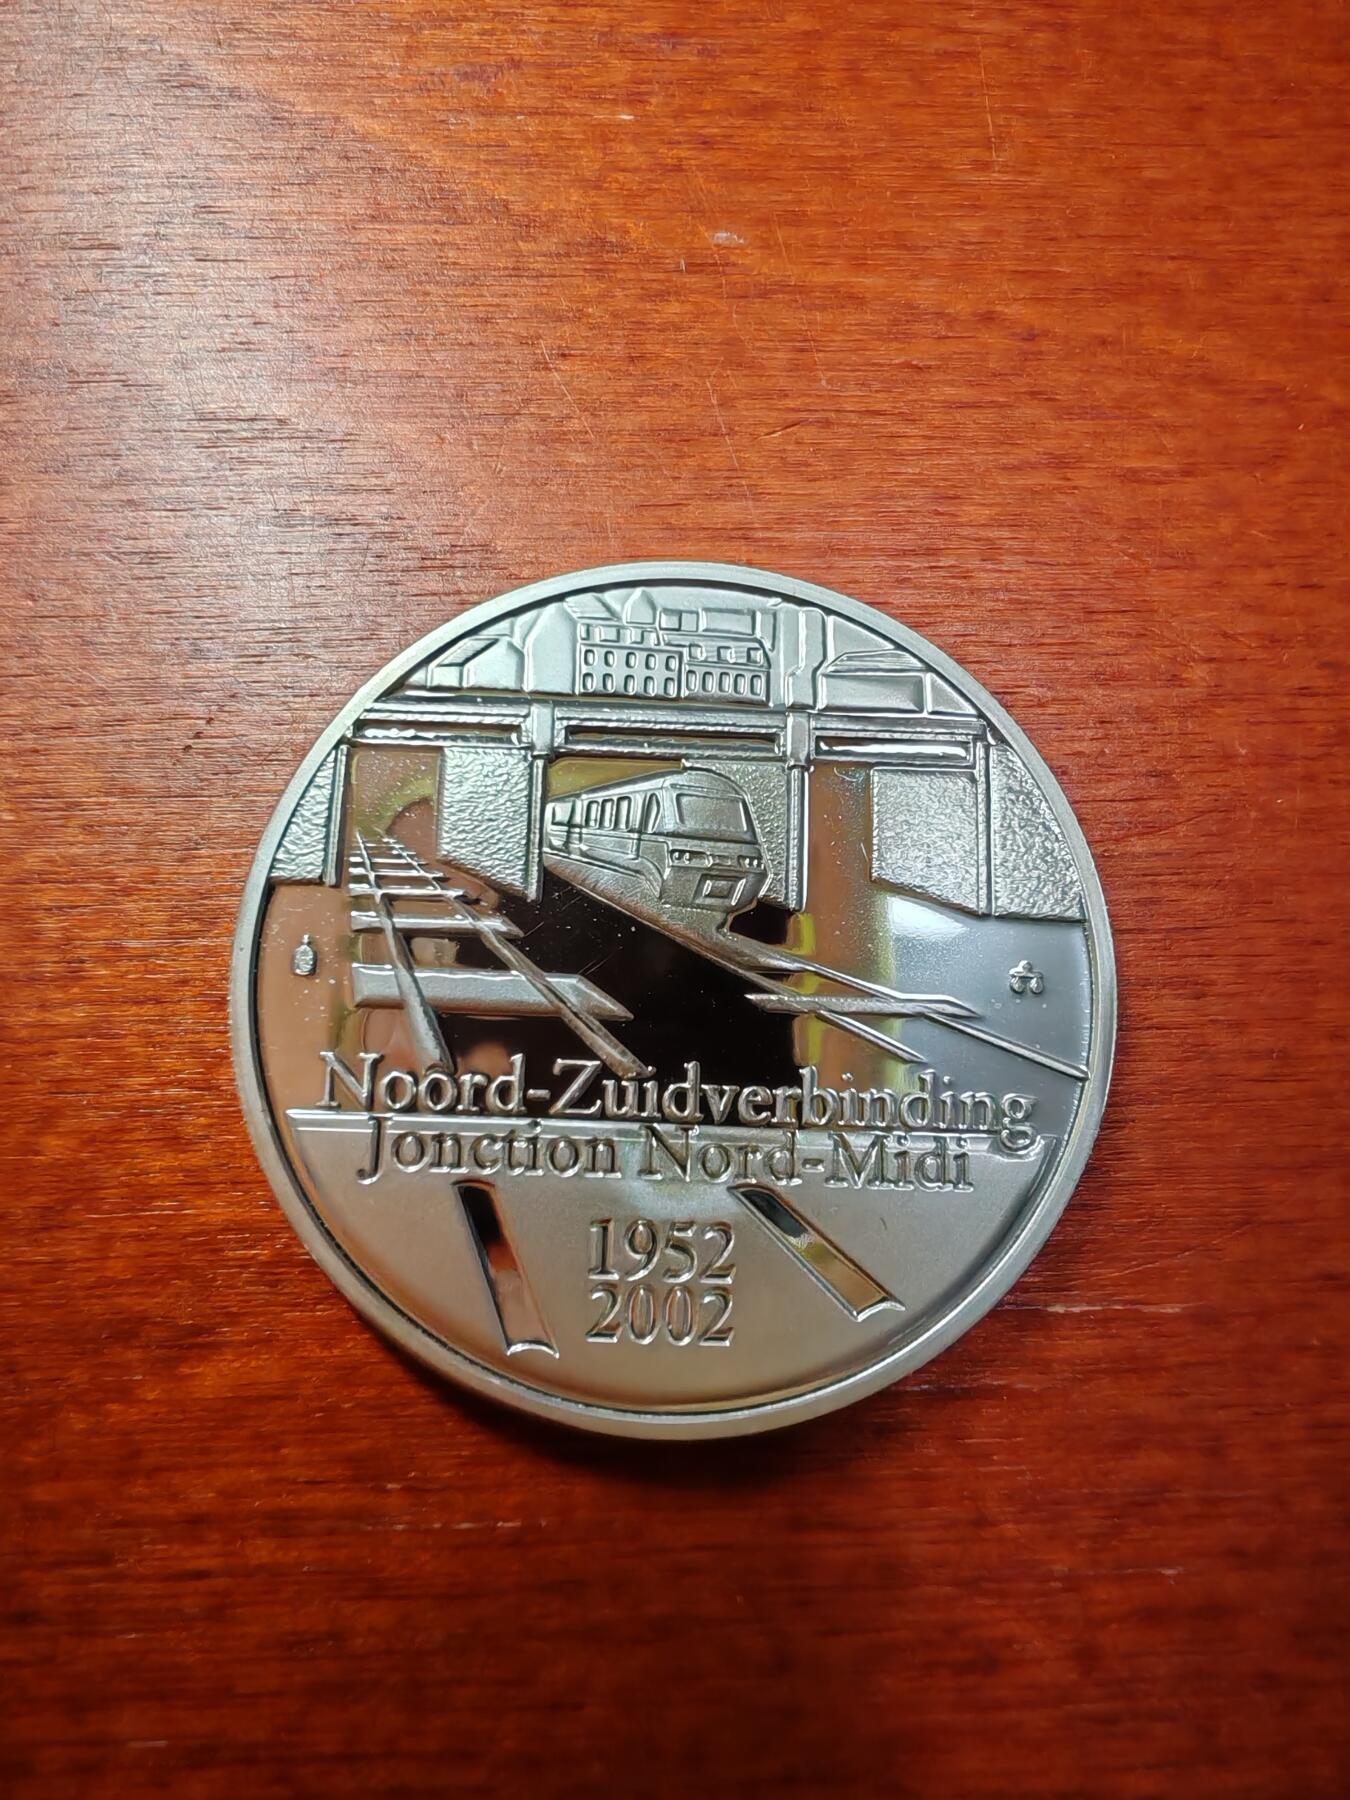 Noord-Zuidverbinding
Jonction Nord-Midi
1952
2002